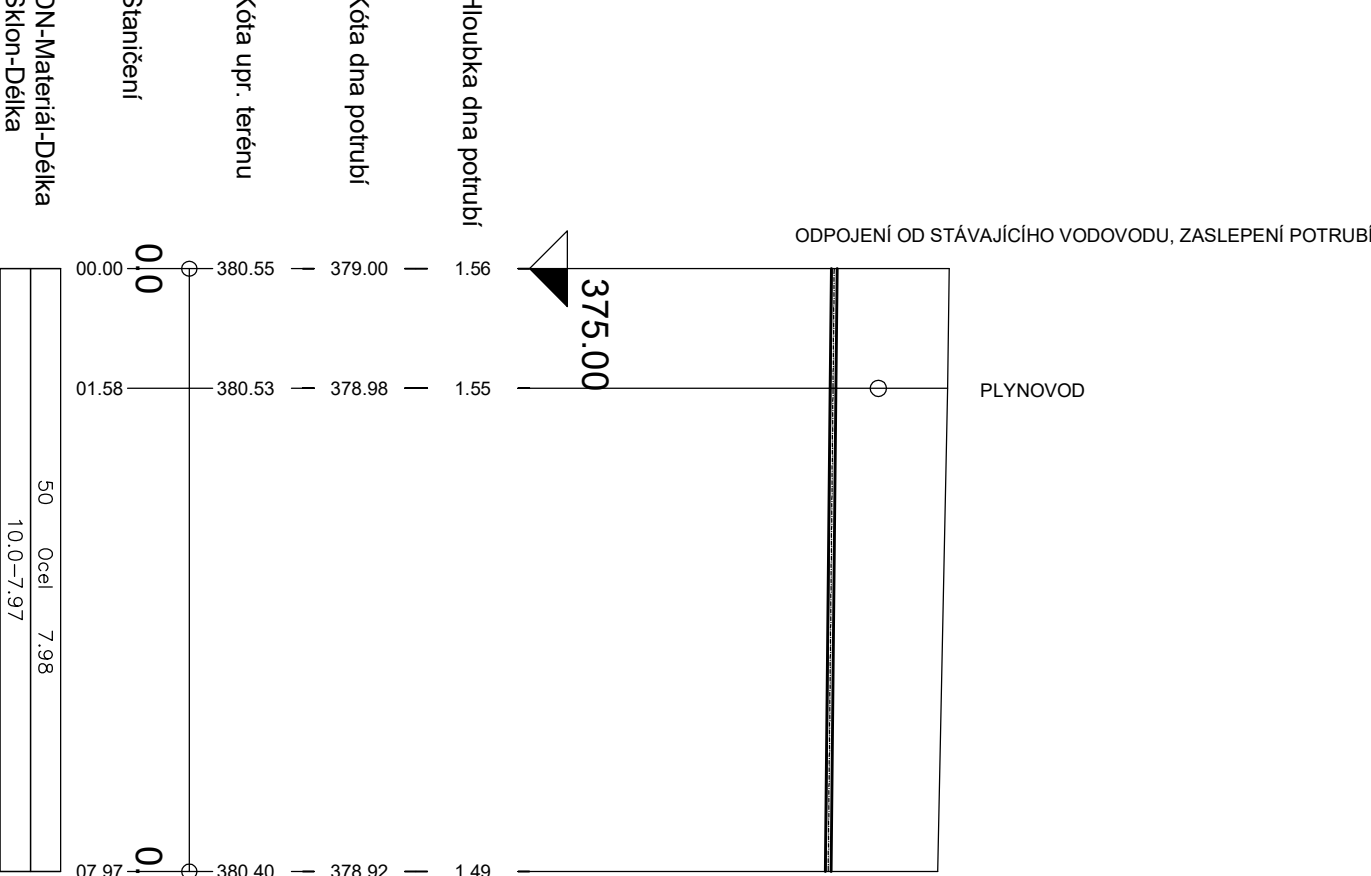 Hloubka dna potrubí
Kóta dna potrubí
Kóta upr. terénu
Staničení
DN-Materiál-Délka
Sklon-Délka
ODPOJENÍ OD STÁVAJÍCÍHO VODOVODU, ZASLEPENÍ POTRUBÍ
375.00
PLYNOVOD
0.0
00.00 380.55 379.00 1.56
01.58 380.53 378.98 1.55
07.97 380.40 378.92 1.49
50 Ocel 7.98
10.0-7.97